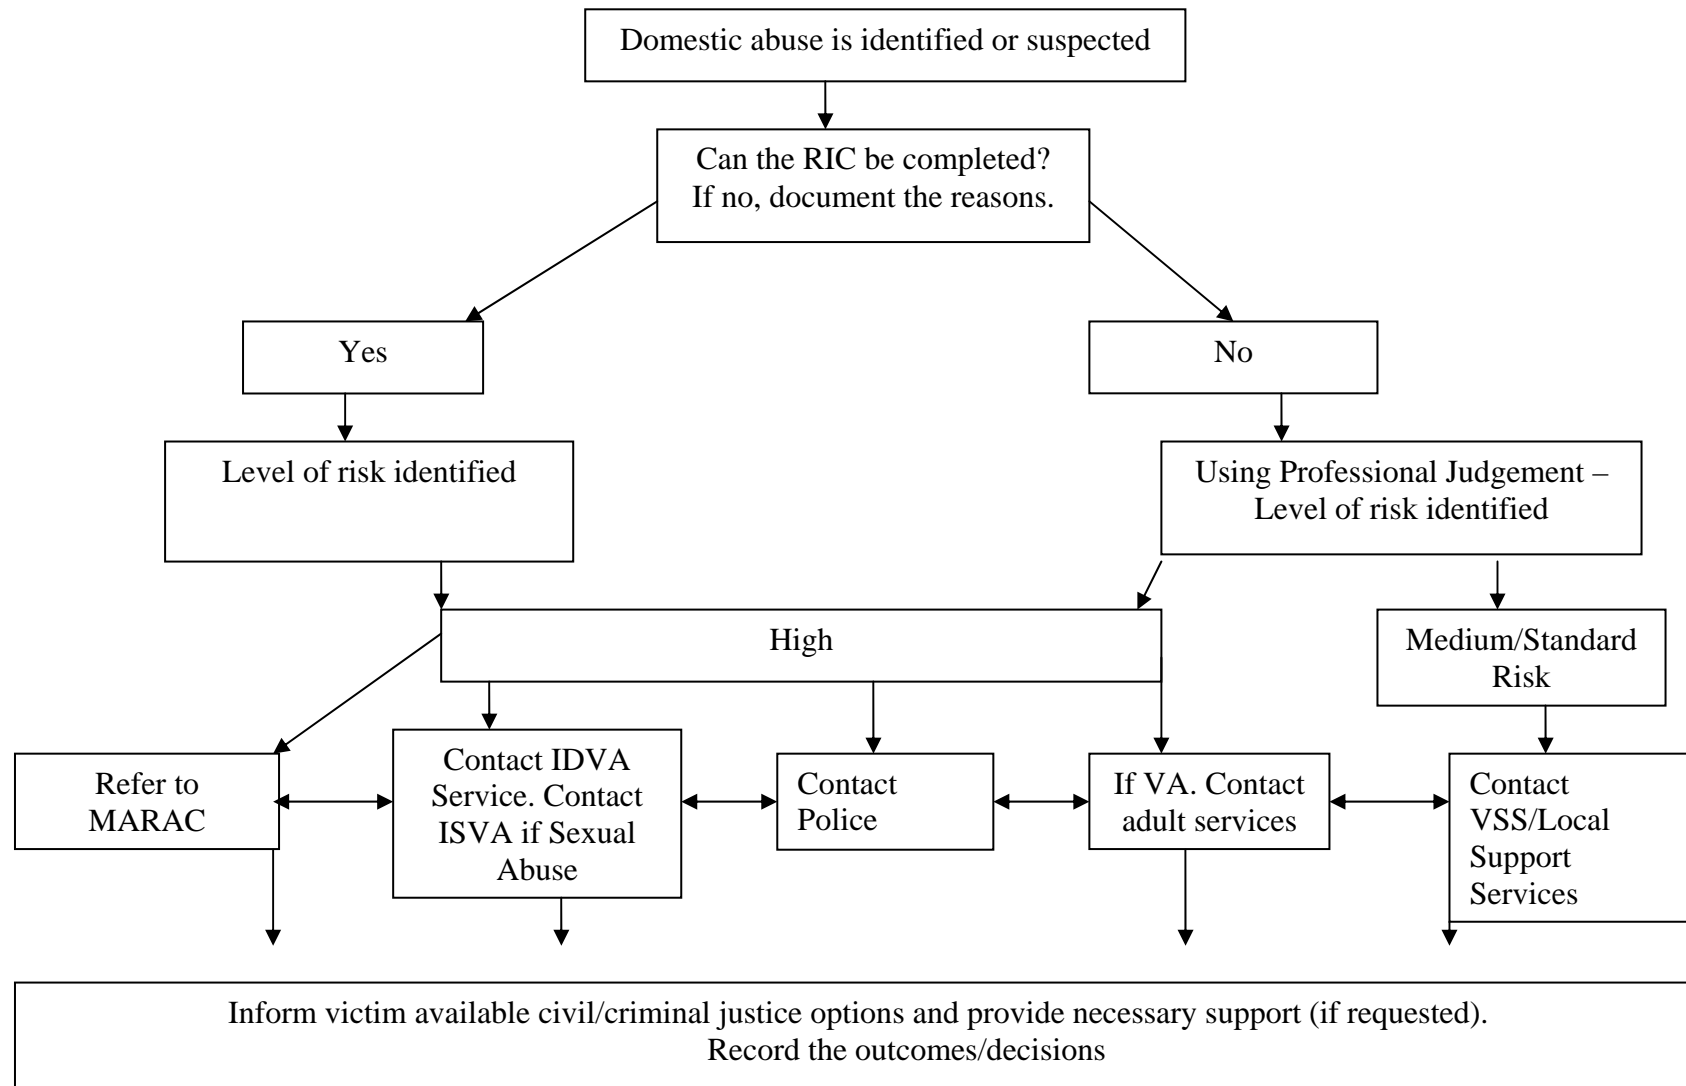 Domestic abuse is identified or suspected
Can the RIC be completed?
If no, document the reasons.
Yes
No
Level of risk identified
Using Professional Judgement –
Level of risk identified
High
Medium/Standard
Risk
Refer to
MARAC
Contact IDVA
Service. Contact
ISVA if Sexual
Abuse
Contact
Police
If VA. Contact
adult services
Contact
VSS/Local
Support
Services
Inform victim available civil/criminal justice options and provide necessary support (if requested).
Record the outcomes/decisions